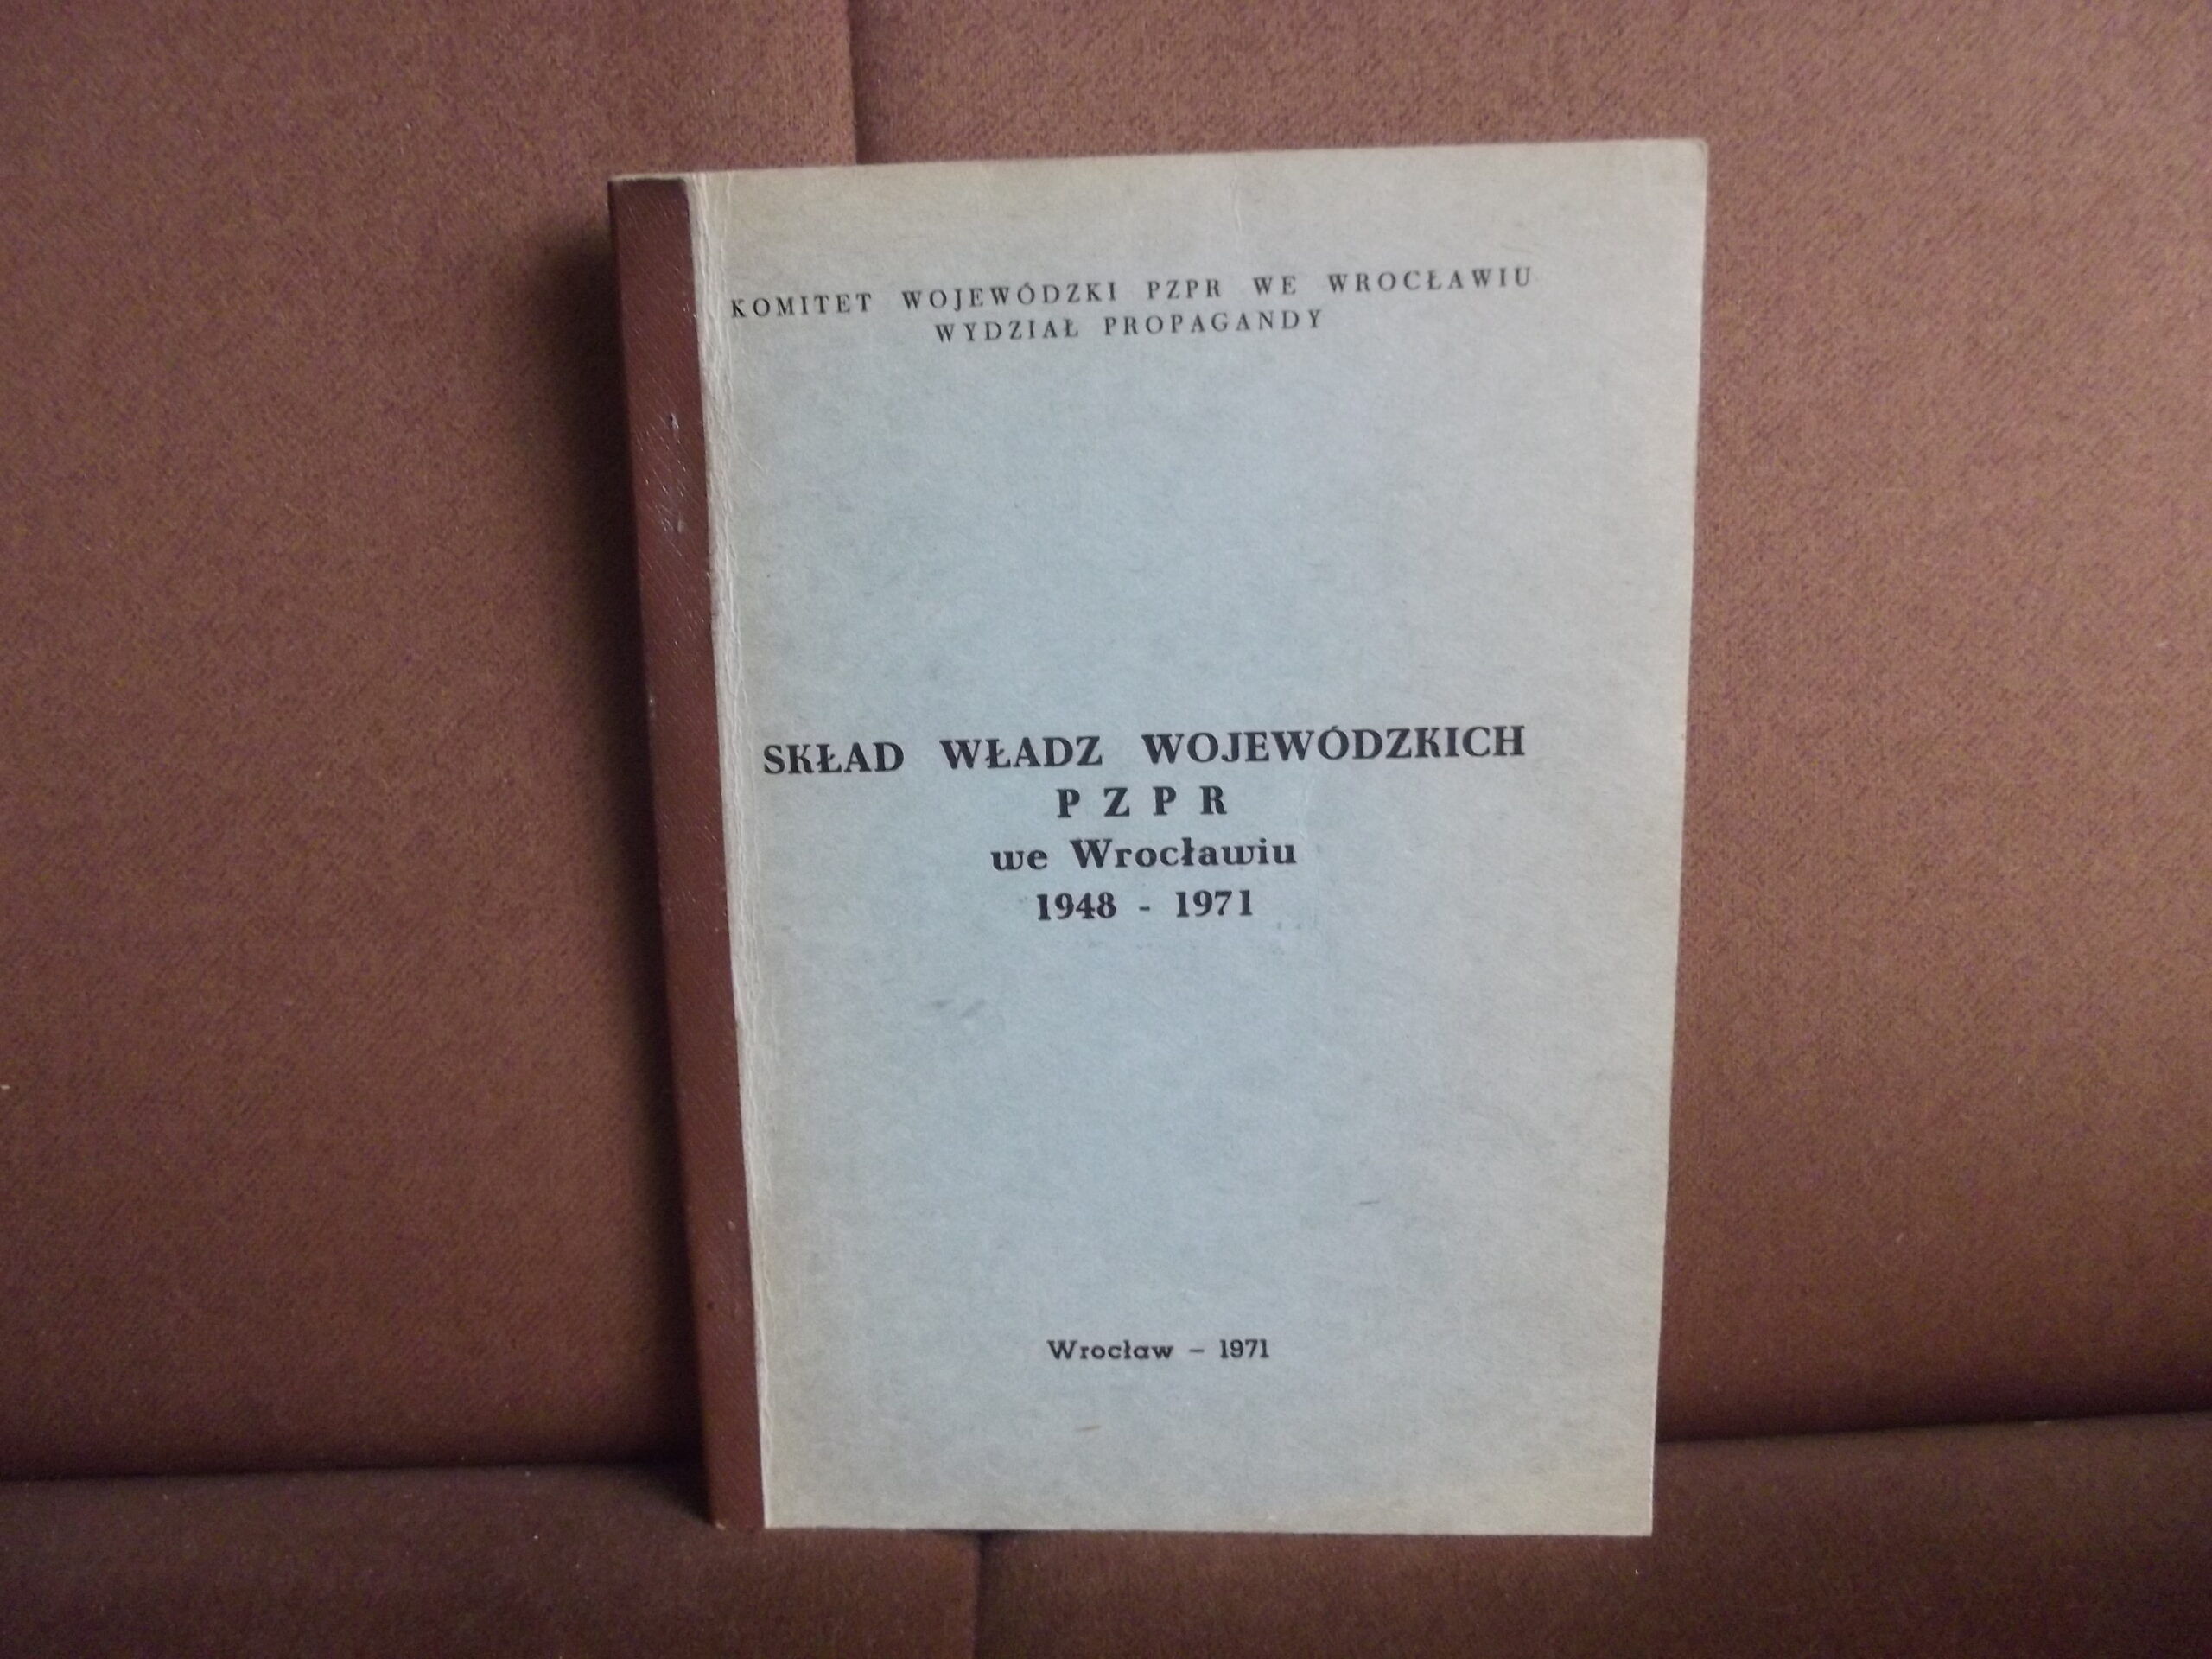 KOMITET WOJEWÓDZKI PZPR WE WROCŁAWIU
WYDZIAŁ PROPAGANDY
SKŁAD WŁADZ WOJEWÓDZKICH
P Z P R
we Wrocławiu
1948 - 1971
Wrocław – 1971